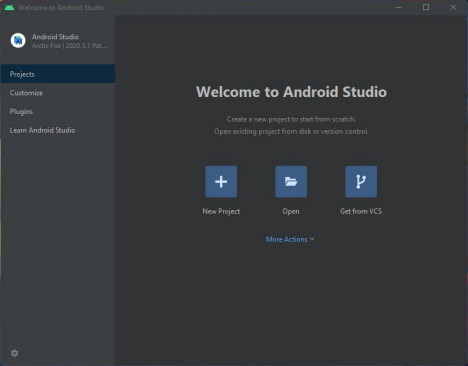 Welcome to Android Studio
Android Studio
Arctic Fox | 2020.3.1 Pat...
Projects
Customize
Plugins
Learn Android Studio
Welcome to Android Studio
Create a new project to start from scratch.
Open existing project from disk or version control.
New Project
Open
Get from VCS
More Actions